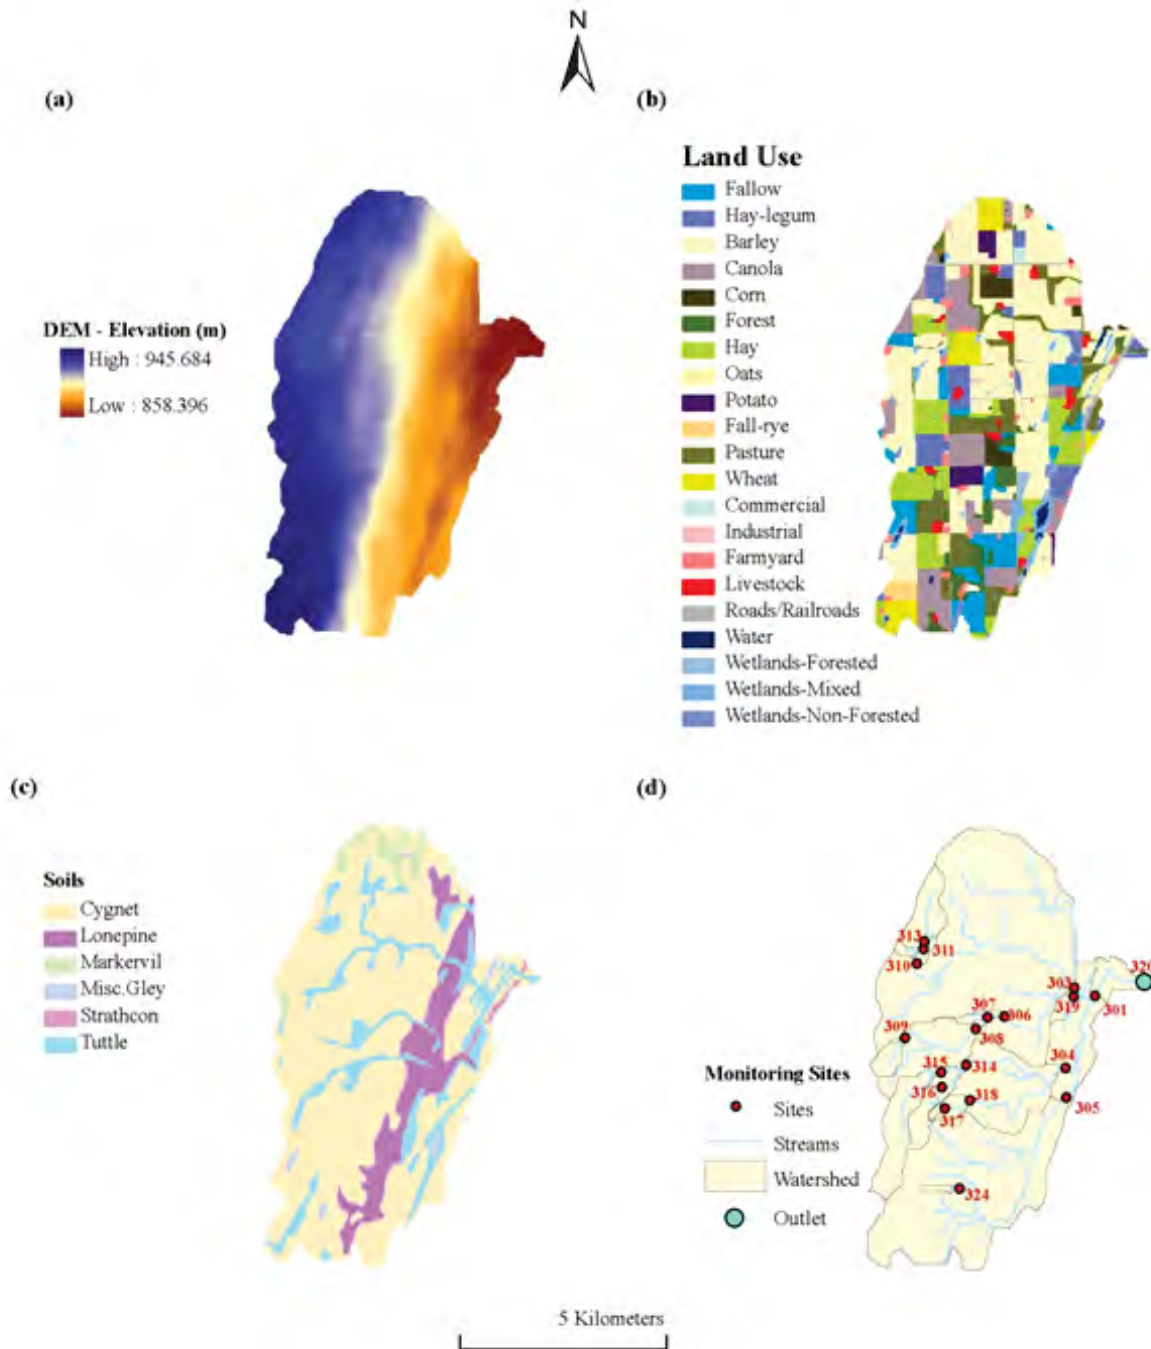 N
(a)
(b)
Land Use
Fallow
Hay-legum
Barley
Canola
Corn
Forest
Hay
Oats
Potato
Fall-rye
Pasture
Wheat
Commercial
Industrial
Farmyard
Livestock
Roads/Railroads
Water
Wetlands-Forested
Wetlands-Mixed
Wetlands-Non-Forested
DEM - Elevation (m)
High : 945.684
Low : 858.396
(c)
(d)
Soils
Cygnet
Lonepine
Markervil
Misc.Gley
Strathcon
Tuttle
313
311
310
320
303
319
301
307
306
309
308
304
315
314
316
318
305
317
324
Monitoring Sites
Sites
Streams
Watershed
Outlet
5 Kilometers